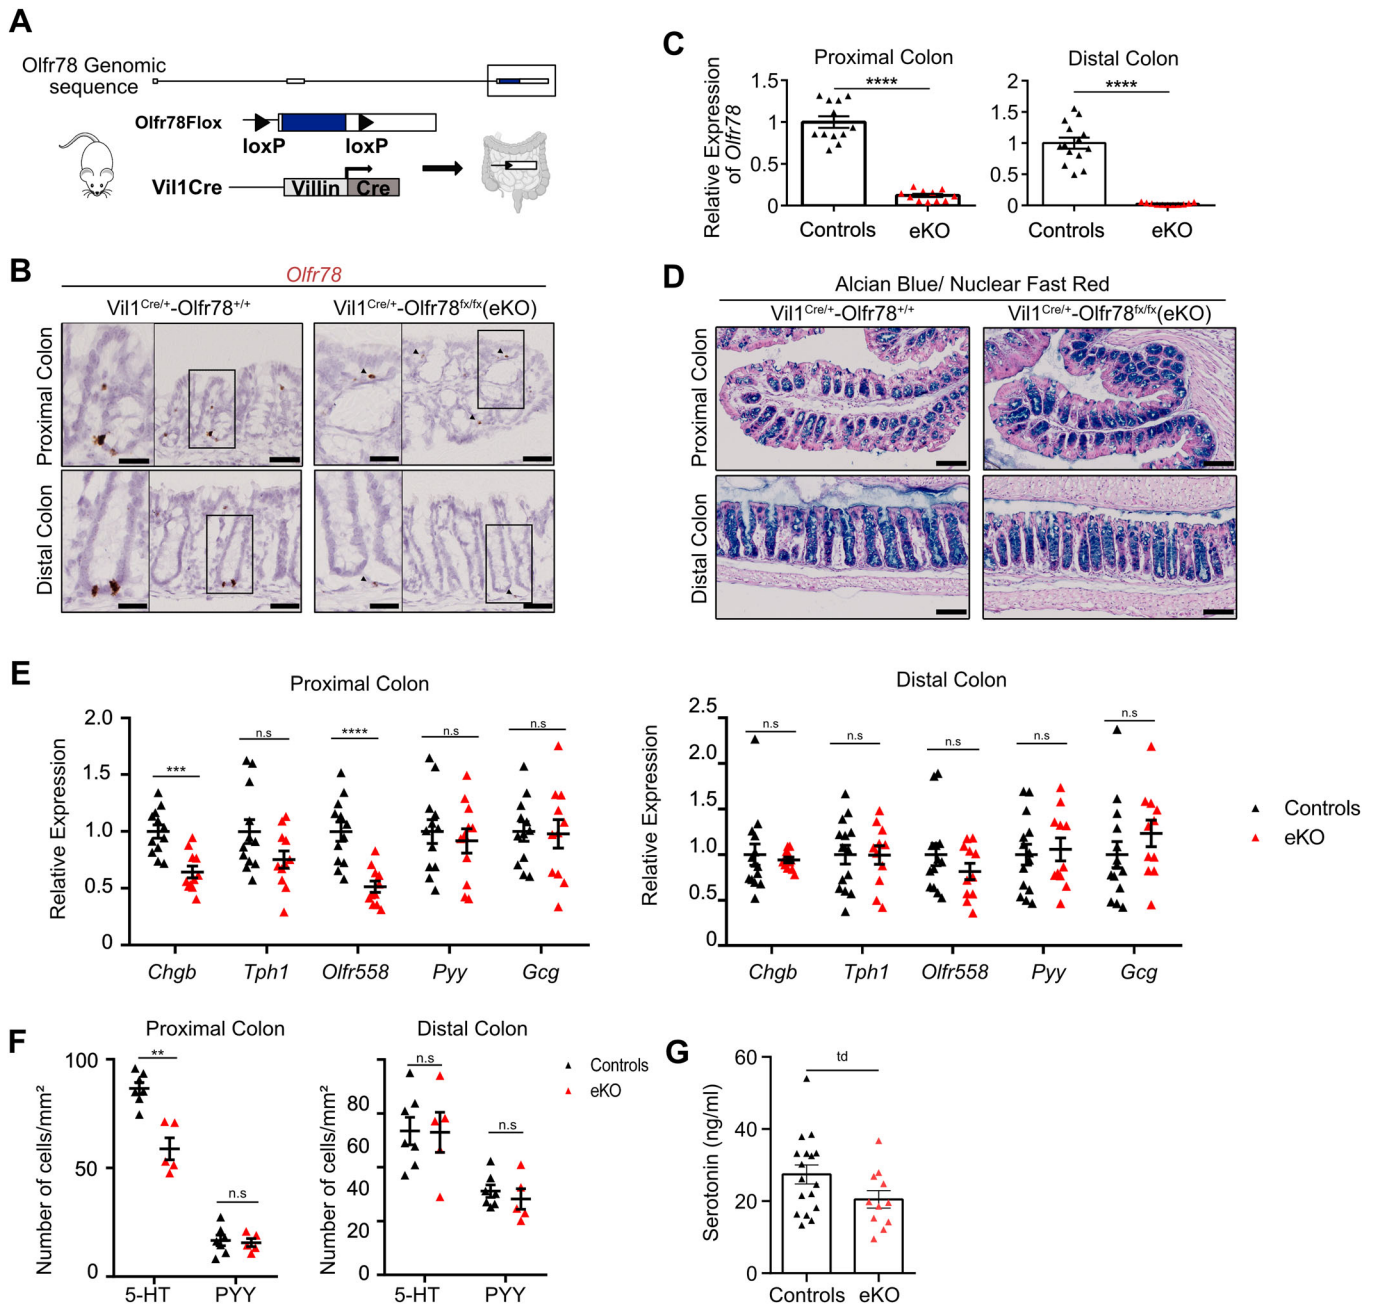 A
Olfr78 Genomic
sequence
Olfr78Flox
loxP loxP
Vil1Cre Villin Cre
B
Olfr78
Vil1Cre/+-Olfr78+/+ Vil1Cre/+-Olfr78fx/fx(eKO)
Proximal Colon
Distal Colon
C
Proximal Colon Distal Colon
Relative Expression
of Olfr78
1.5
1
0.5
0
****
Controls eKO
2
1.5
1
0.5
0
****
Controls eKO
D
Alcian Blue/ Nuclear Fast Red
Vil1Cre/+-Olfr78+/+ Vil1Cre/+-Olfr78fx/fx(eKO)
Proximal Colon
Distal Colon
E
Proximal Colon
Relative Expression
2.0
1.5
1.0
0.5
0
*** n.s **** n.s n.s
Chgb Tph1 Olfr558 Pyy Gcg
Distal Colon
Relative Expression
2.5
2.0
1.5
1.0
0.5
0
n.s n.s n.s n.s n.s
Chgb Tph1 Olfr558 Pyy Gcg
Controls
eKO
F
Proximal Colon
Number of cells/mm²
100
50
0
** n.s
5-HT PYY
Distal Colon
Number of cells/mm²
80
60
40
20
0
n.s n.s
5-HT PYY
Controls
eKO
G
Serotonin (ng/ml)
60
40
20
0
td
Controls eKO